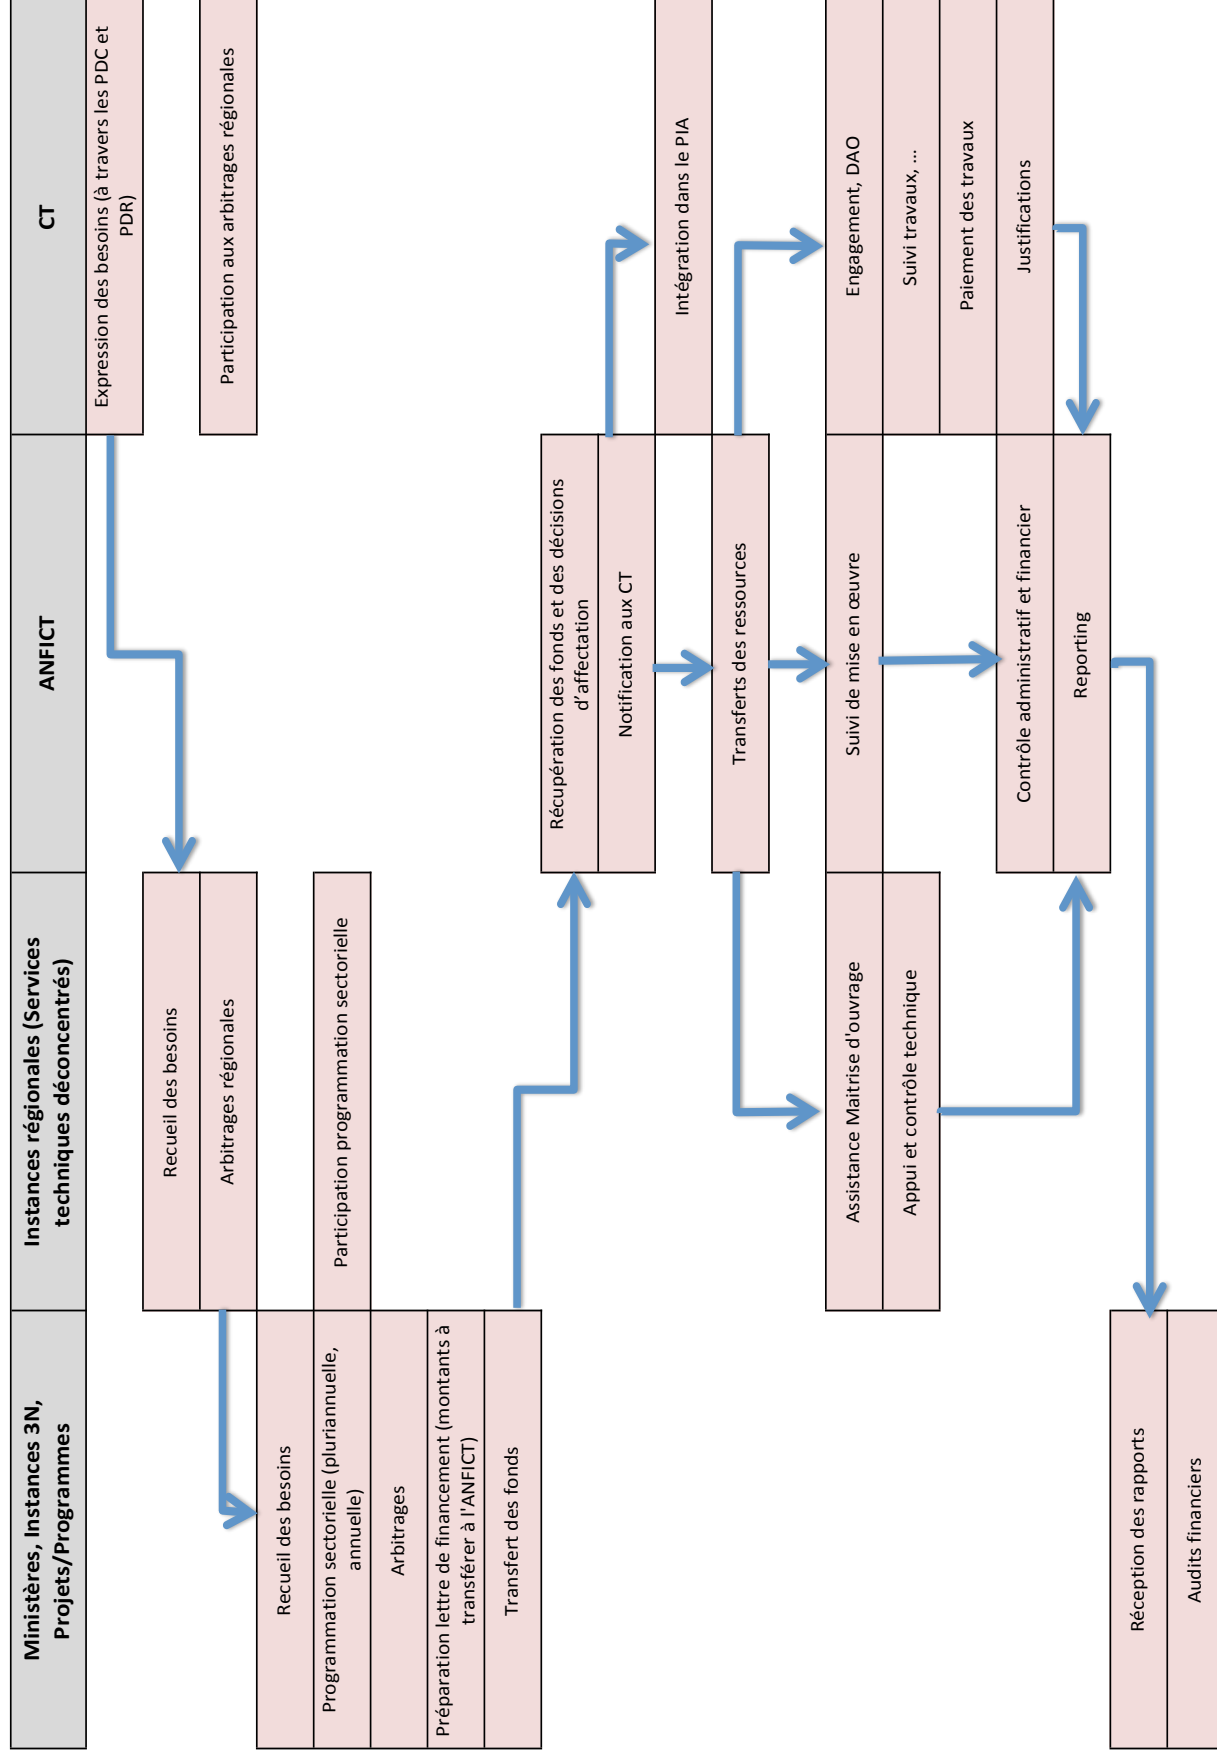 Ministères, Instances 3N,
Projets/Programmes
Instances régionales (Services
techniques déconcentrés)
ANFICT
CT
Expression des besoins (à travers les PDC et
PDR)
Recueil des besoins
Arbitrages régionales
Participation aux arbitrages régionales
Recueil des besoins
Programmation sectorielle (pluriannuelle,
annuelle)
Participation programmation sectorielle
Arbitrages
Préparation lettre de financement (montants à
transférer à l'ANFICT)
Transfert des fonds
Récupération des fonds et des décisions
d’affectation
Notification aux CT
Intégration dans le PIA
Transferts des ressources
Assistance Maitrise d'ouvrage
Suivi de mise en œuvre
Engagement, DAO
Appui et contrôle technique
Suivi travaux, ...
Paiement des travaux
Contrôle administratif et financier
Justifications
Reporting
Réception des rapports
Audits financiers